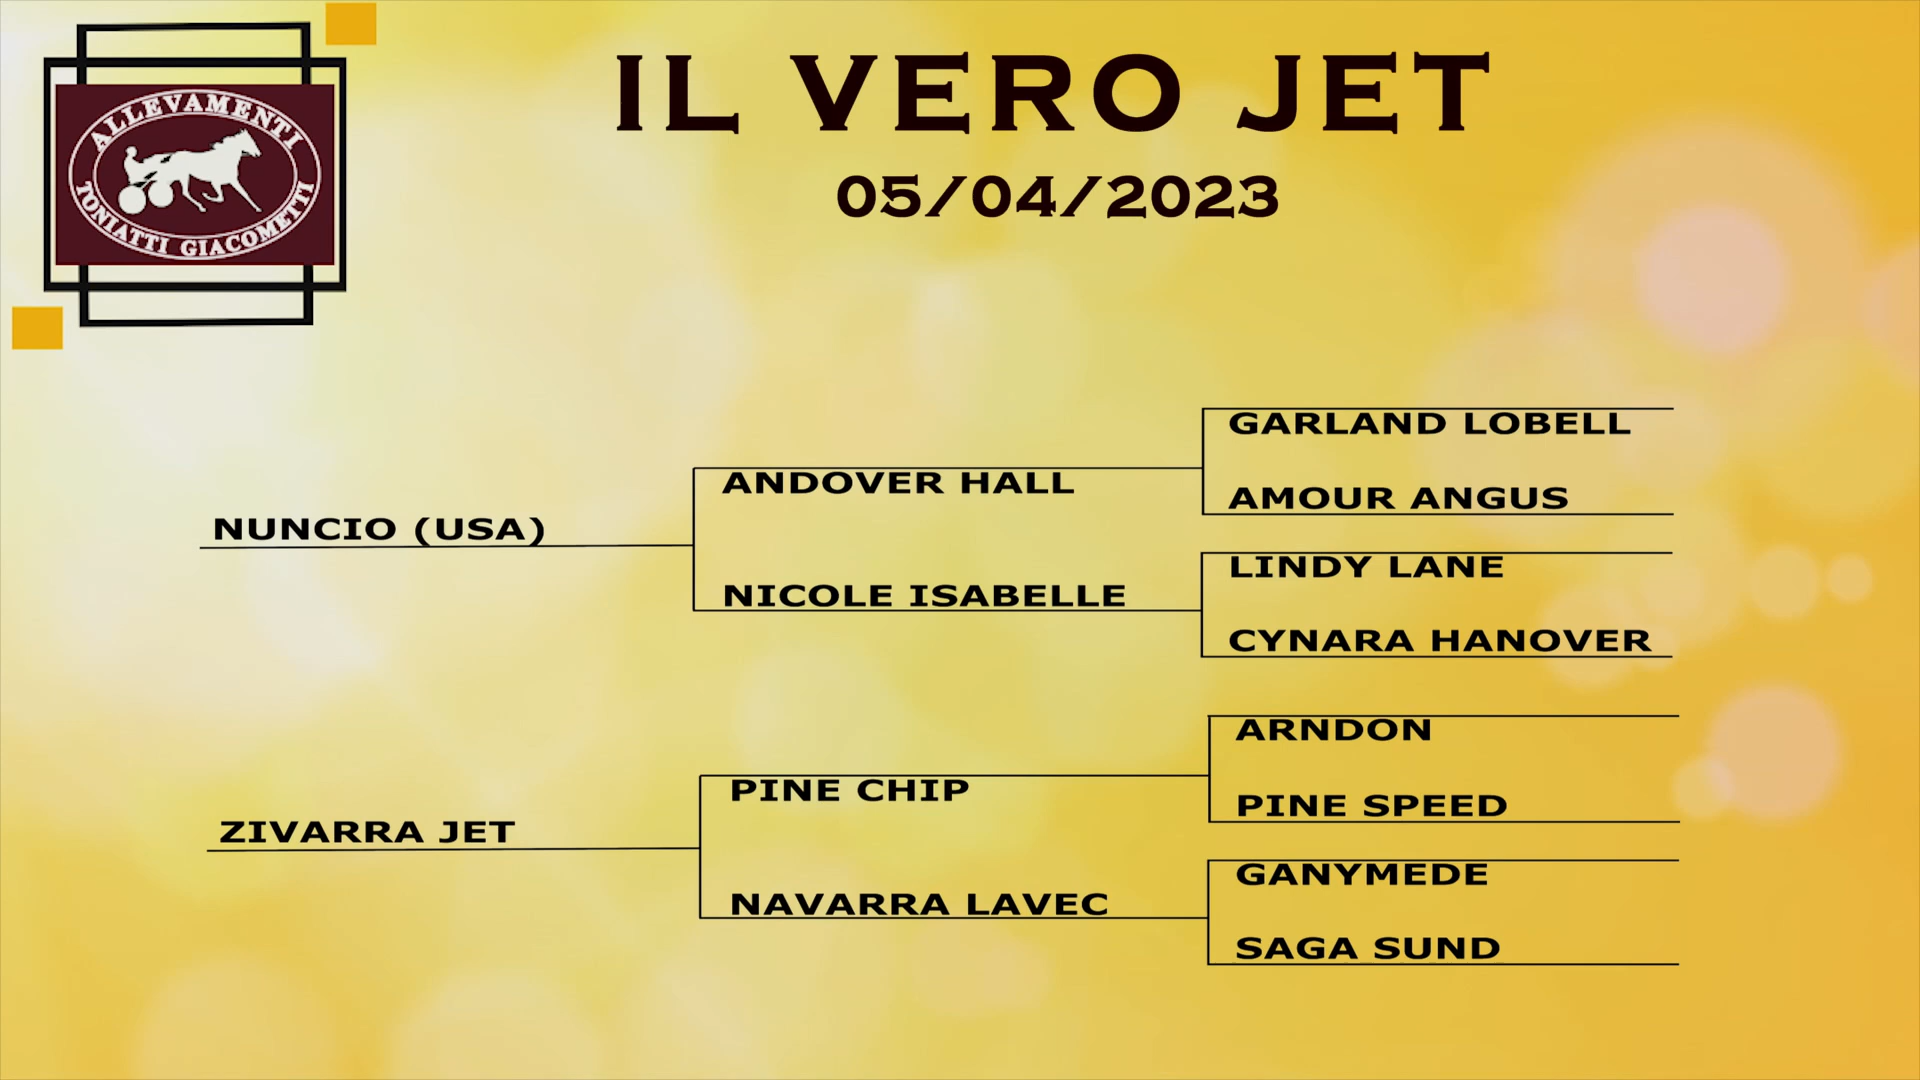 ALLEVAMENTI
TONIATTI GIACOMETTI
IL VERO JET
05/04/2023
GARLAND LOBELL
ANDOVER HALL
AMOUR ANGUS
NUNCIO (USA)
LINDY LANE
NICOLE ISABELLE
CYNARA HANOVER
ARNDON
PINE CHIP
PINE SPEED
ZIVARRA JET
GANYMEDE
NAVARRA LAVEC
SAGA SUND